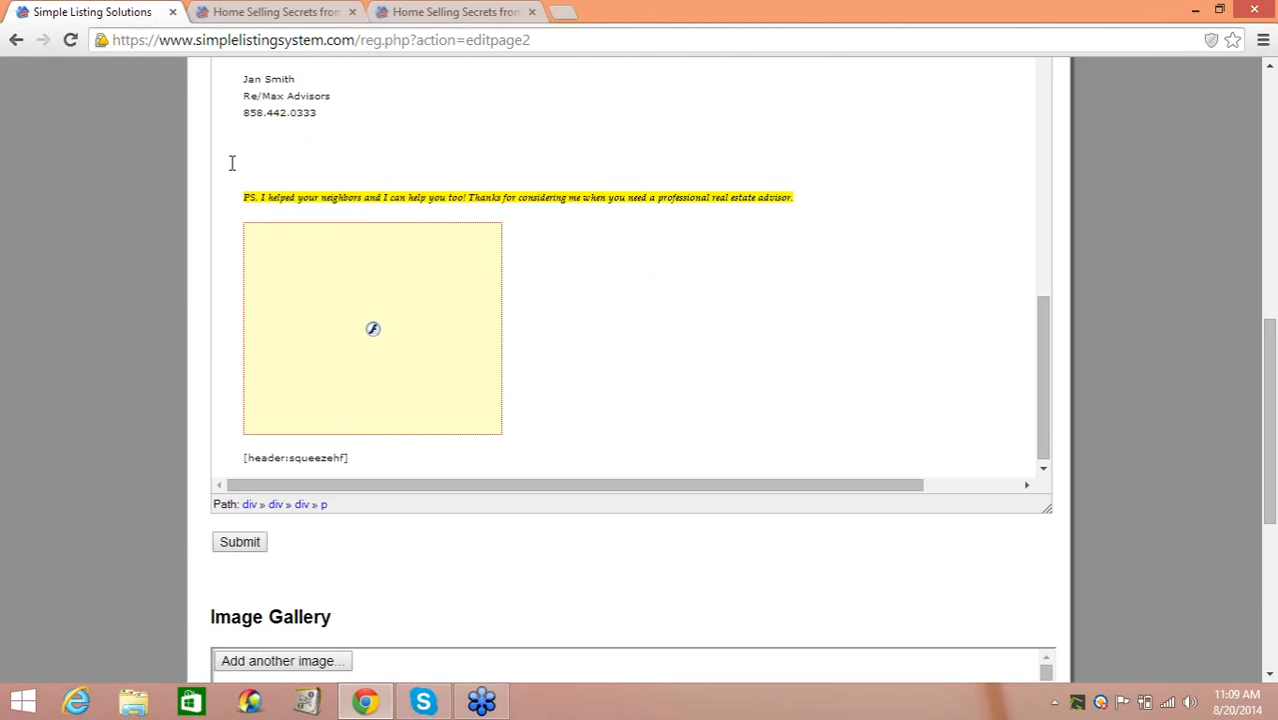 Simple Listing Solutions
Home Selling Secrets from
Home Selling Secrets from
https://www.simplelistingsystem.com/reg.php?action=editpage2
Jan Smith
Re/Max Advisors
858.442.0333
PS. I helped your neighbors and I can help you too! Thanks for considering me when you need a professional real estate advisor.
[header:squeezehf]
Path: div » div » div » p
Submit
Image Gallery
Add another image...
11:09 AM
8/20/2014